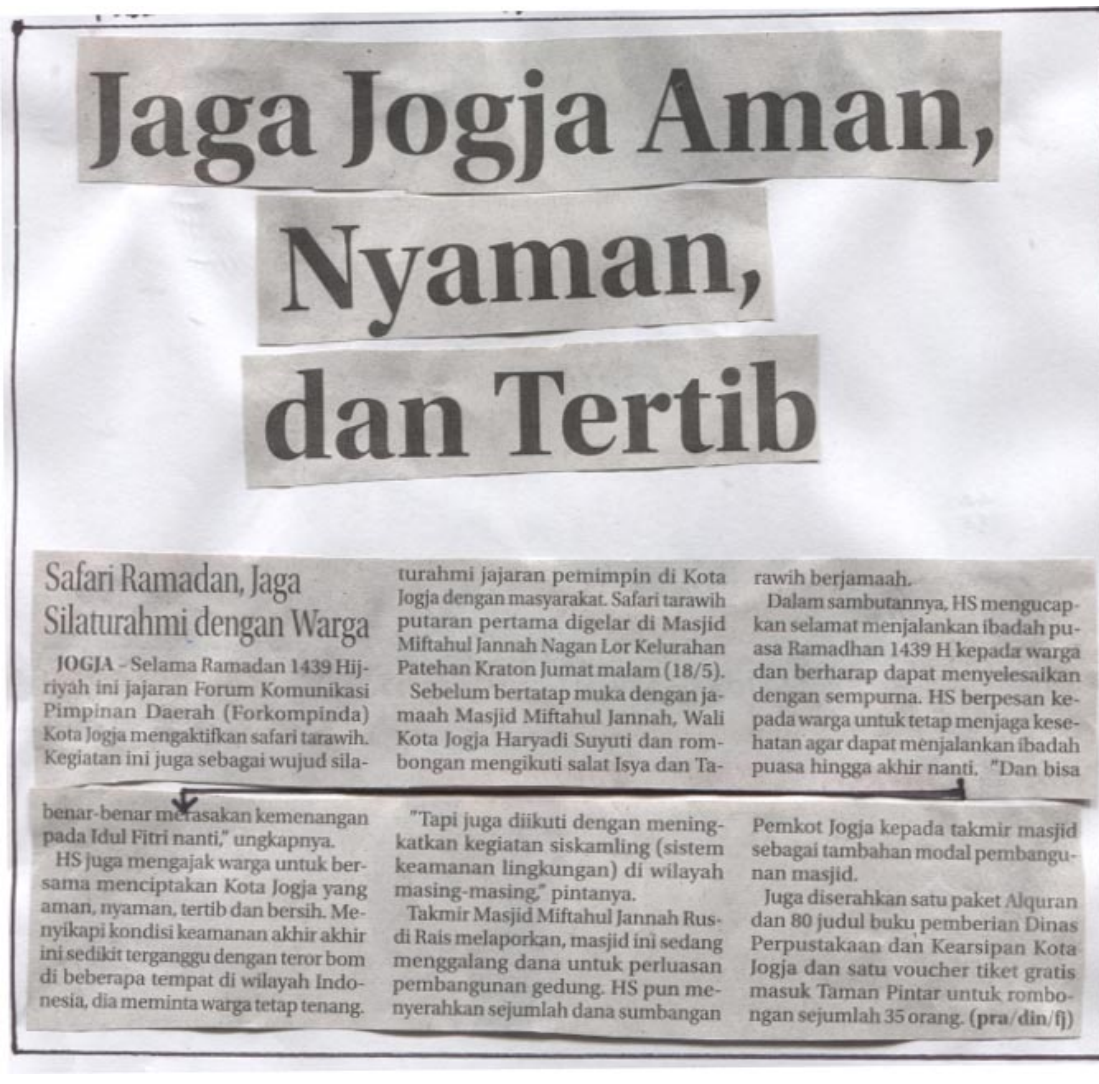 Jaga Jogja Aman,
Nyaman,
dan Tertib
Safari Ramadan, Jaga
Silaturahmi dengan Warga
JOGJA – Selama Ramadan 1439 Hij-
riyah ini jajaran Forum Komunikasi
Pimpinan Daerah (Forkompinda)
Kota Jogja mengaktifkan safari tarawih.
Kegiatan ini juga sebagai wujud sila-
turahmi jajaran pemimpin di Kota
Jogja dengan masyarakat. Safari tarawih
putaran pertama digelar di Masjid
Miftahul Jannah Nagan Lor Kelurahan
Patehan Kraton Jumat malam (18/5).
Sebelum bertatap muka dengan ja-
maah Masjid Miftahul Jannah, Wali
Kota Jogja Haryadi Suyuti dan rom-
bongan mengikuti salat Isya dan Ta-
rawih berjamaah.
Dalam sambutannya, HS mengucap-
kan selamat menjalankan ibadah pu-
asa Ramadhan 1439 H kepada warga
dan berharap dapat menyelesaikan
dengan sempurna. HS berpesan ke-
pada warga untuk tetap menjaga kese-
hatan agar dapat menjalankan ibadah
puasa hingga akhir nanti. "Dan bisa
benar-benar merasakan kemenangan
pada Idul Fitri nanti," ungkapnya.
HS juga mengajak warga untuk ber-
sama menciptakan Kota Jogja yang
aman, nyaman, tertib dan bersih. Me-
nyikapi kondisi keamanan akhir akhir
ini sedikit terganggu dengan teror bom
di beberapa tempat di wilayah Indo-
nesia, dia meminta warga tetap tenang.
"Tapi juga diikuti dengan mening-
katkan kegiatan siskamling (sistem
keamanan lingkungan) di wilayah
masing-masing," pintanya.
Takmir Masjid Miftahul Jannah Rus-
di Rais melaporkan, masjid ini sedang
menggalang dana untuk perluasan
pembangunan gedung. HS pun me-
nyerahkan sejumlah dana sumbangan
Pemkot Jogja kepada takmir masjid
sebagai tambahan modal pembangu-
nan masjid.
Juga diserahkan satu paket Alquran
dan 80 judul buku pemberian Dinas
Perpustakaan dan Kearsipan Kota
Jogja dan satu voucher tiket gratis
masuk Taman Pintar untuk rombo-
ngan sejumlah 35 orang. (pra/din/fj)